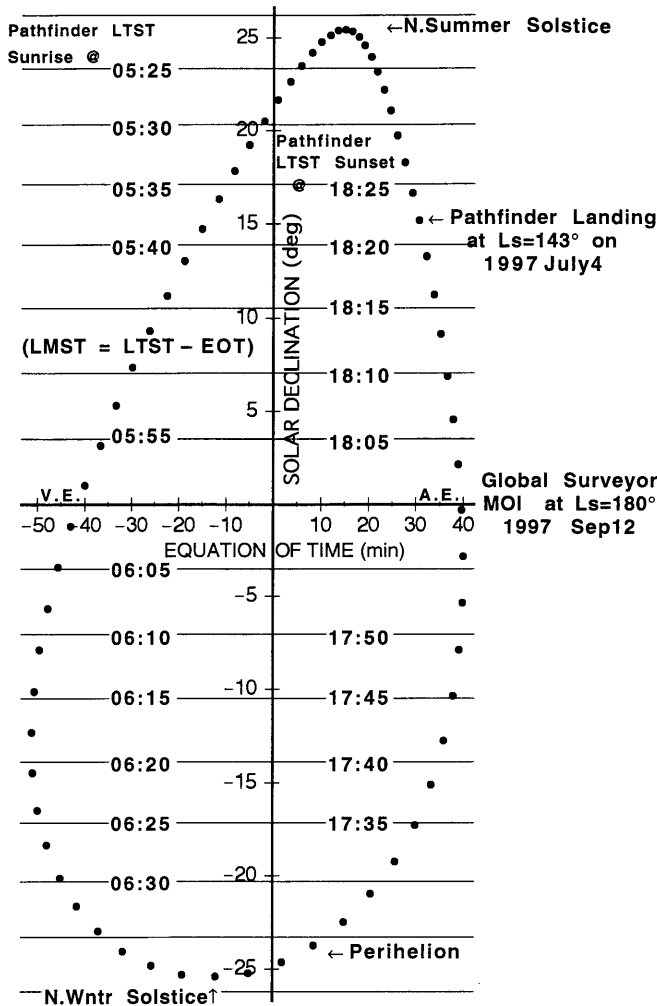 Pathfinder LTST
Sunrise @
25
←N.Summer Solstice
05:25
05:30
20
Pathfinder
LTST Sunset
@
05:35
18:25
15
← Pathfinder Landing
at Ls=143° on
1997 July4
05:40
18:20
SOLAR DECLINATION (deg)
10
18:15
(LMST = LTST – EOT)
18:10
5
05:55
18:05
V.E.
A.E.
Global Surveyor
MOI at Ls=180°
1997 Sep12
-50 -40 -30 -20 -10 10 20 30 40
EQUATION OF TIME (min)
06:05
-5
06:10
17:50
-10
06:15
17:45
06:20
17:40
-15
06:25
17:35
-20
06:30
← Perihelion
-25
N.Wntr Solstice↑